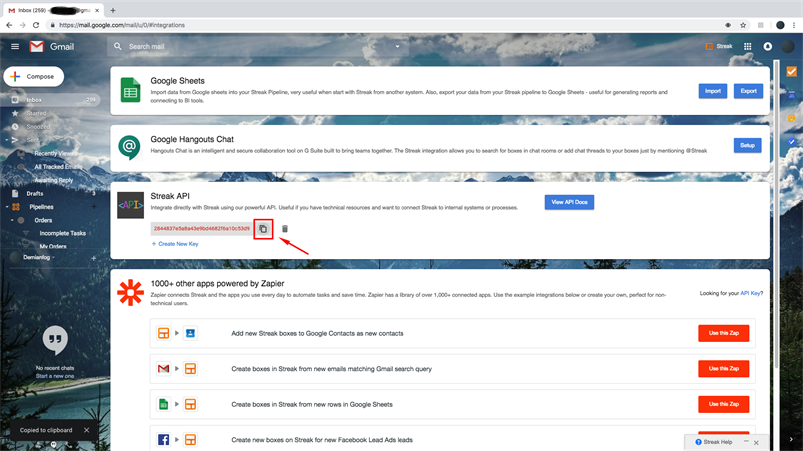 Inbox (259) -
@gmai
https://mail.google.com/mail/u/0/#integrations
Gmail
Search mail
Streak
Compose
Inbox
259
Starred
Snoozed
Sent
Recently Viewed
All Tracked Emails
Awaiting Reply
Drafts
3
Pipelines
Orders
Incomplete Tasks
My Orders
Demianfog
No recent chats
Start a new one
Copied to clipboard
Google Sheets
Import data from Google sheets into your Streak Pipeline, very useful when start with Streak from another system. Also, export your data from your Streak pipeline to Google Sheets - useful for generating reports and
connecting to BI tools.
Import
Export
Google Hangouts Chat
Hangouts Chat is an intelligent and secure collaboration tool on G Suite built to bring teams together. The Streak integration allows you to search for boxes in chat rooms or add chat threads to your boxes just by mentioning @Streak
Setup
<API>
Streak API
Integrate directly with Streak using our powerful API. Useful if you have technical resources and want to connect Streak to internal systems or processes.
View API Docs
2844837e5a8a43e9bd4682f6a10c53d9
+ Create New Key
1000+ other apps powered by Zapier
Zapier connects Streak and the apps you use every day to automate tasks and save time. Zapier has a library of over 1,000+ connected apps. Use the example integrations below or create your own, perfect for non-
technical users.
Looking for your API Key?
Add new Streak boxes to Google Contacts as new contacts
Use this Zap
Create boxes in Streak from new emails matching Gmail search query
Use this Zap
Create boxes in Streak from new rows in Google Sheets
Use this Zap
Create new boxes on Streak for new Facebook Lead Ads leads
Streak Help